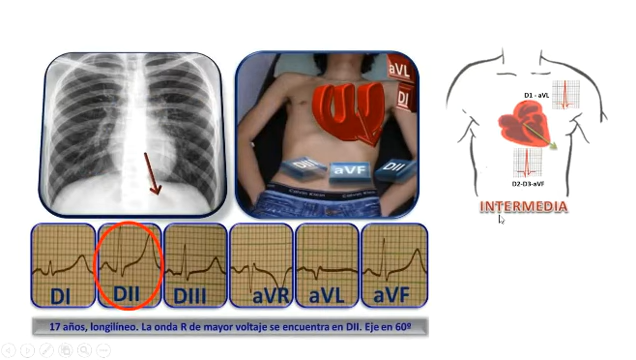 aVL
DI
aVF
DII
D1 - aVL
D2-D3-aVF
INTERMEDIA
DI
DII
DIII
aVR
aVL
aVF
17 años, longilíneo. La onda R de mayor voltaje se encuentra en DII. Eje en 60º